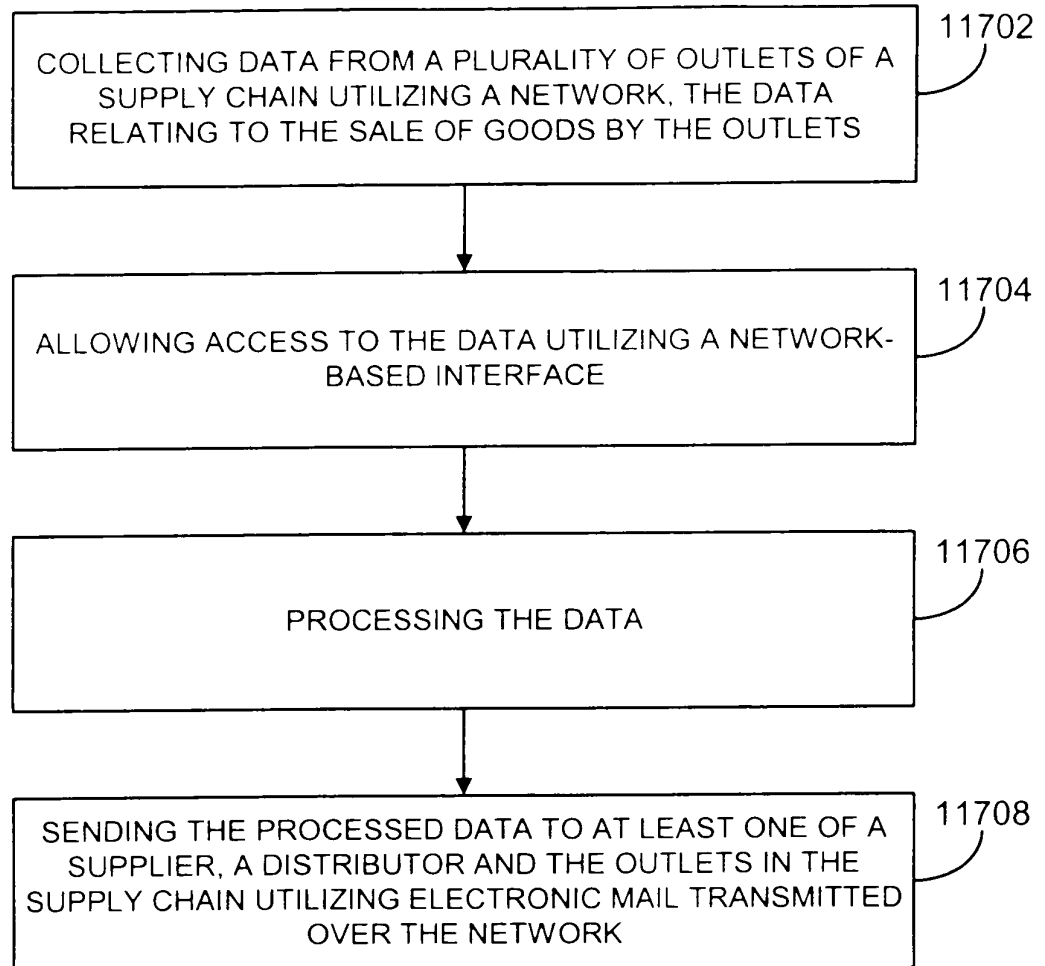 11702
COLLECTING DATA FROM A PLURALITY OF OUTLETS OF A
SUPPLY CHAIN UTILIZING A NETWORK, THE DATA
RELATING TO THE SALE OF GOODS BY THE OUTLETS
11704
ALLOWING ACCESS TO THE DATA UTILIZING A NETWORK-
BASED INTERFACE
11706
PROCESSING THE DATA
11708
SENDING THE PROCESSED DATA TO AT LEAST ONE OF A
SUPPLIER, A DISTRIBUTOR AND THE OUTLETS IN THE
SUPPLY CHAIN UTILIZING ELECTRONIC MAIL TRANSMITTED
OVER THE NETWORK